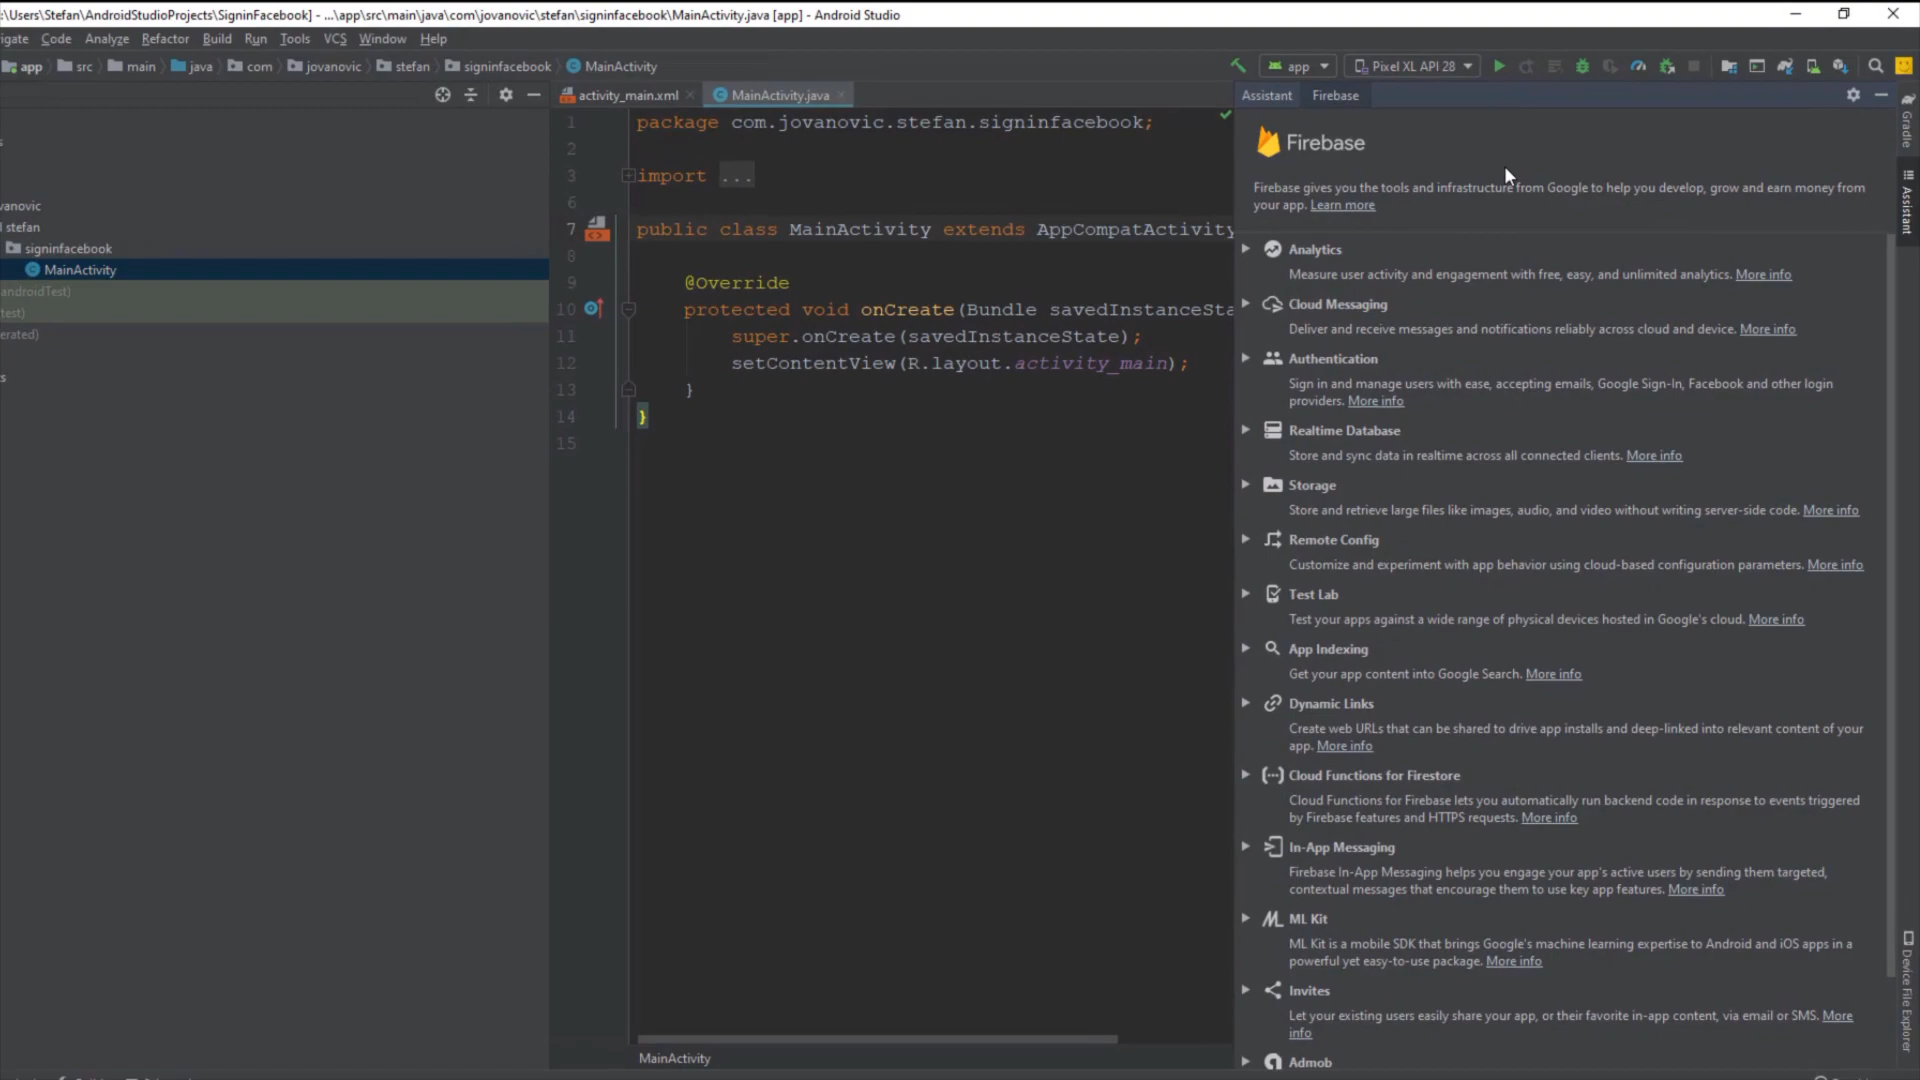 :\Users\Stefan\AndroidStudioProjects\SigninFacebook] - ...\app\src\main\java\com\jovanovic\stefan\signinfacebook\MainActivity.java [app] - Android Studio
igate Code Analyze Refactor Build Run Tools VCS Window Help
app src main java com jovanovic stefan signinfacebook MainActivity
app Pixel XL API 28
activity_main.xml MainActivity.java
Assistant Firebase
vanovic
stefan
signinfacebook
MainActivity
androidTest)
test)
erated)
s
1 package com.jovanovic.stefan.signinfacebook;
2
3 import ...
6
7 public class MainActivity extends AppCompatActivity
8
9 @Override
10 protected void onCreate(Bundle savedInstanceSta
11 super.onCreate(savedInstanceState);
12 setContentView(R.layout.activity_main);
13 }
14 }
15
MainActivity
Firebase
Firebase gives you the tools and infrastructure from Google to help you develop, grow and earn money from
your app. Learn more
Analytics
Measure user activity and engagement with free, easy, and unlimited analytics. More info
Cloud Messaging
Deliver and receive messages and notifications reliably across cloud and device. More info
Authentication
Sign in and manage users with ease, accepting emails, Google Sign-In, Facebook and other login
providers. More info
Realtime Database
Store and sync data in realtime across all connected clients. More info
Storage
Store and retrieve large files like images, audio, and video without writing server-side code. More info
Remote Config
Customize and experiment with app behavior using cloud-based configuration parameters. More info
Test Lab
Test your apps against a wide range of physical devices hosted in Google's cloud. More info
App Indexing
Get your app content into Google Search. More info
Dynamic Links
Create web URLs that can be shared to drive app installs and deep-linked into relevant content of your
app. More info
Cloud Functions for Firestore
Cloud Functions for Firebase lets you automatically run backend code in response to events triggered
by Firebase features and HTTPS requests. More info
In-App Messaging
Firebase In-App Messaging helps you engage your app's active users by sending them targeted,
contextual messages that encourage them to use key app features. More info
ML Kit
ML Kit is a mobile SDK that brings Google's machine learning expertise to Android and iOS apps in a
powerful yet easy-to-use package. More info
Invites
Let your existing users easily share your app, or their favorite in-app content, via email or SMS. More
info
Admob
Gradle
Assistant
Device File Explorer